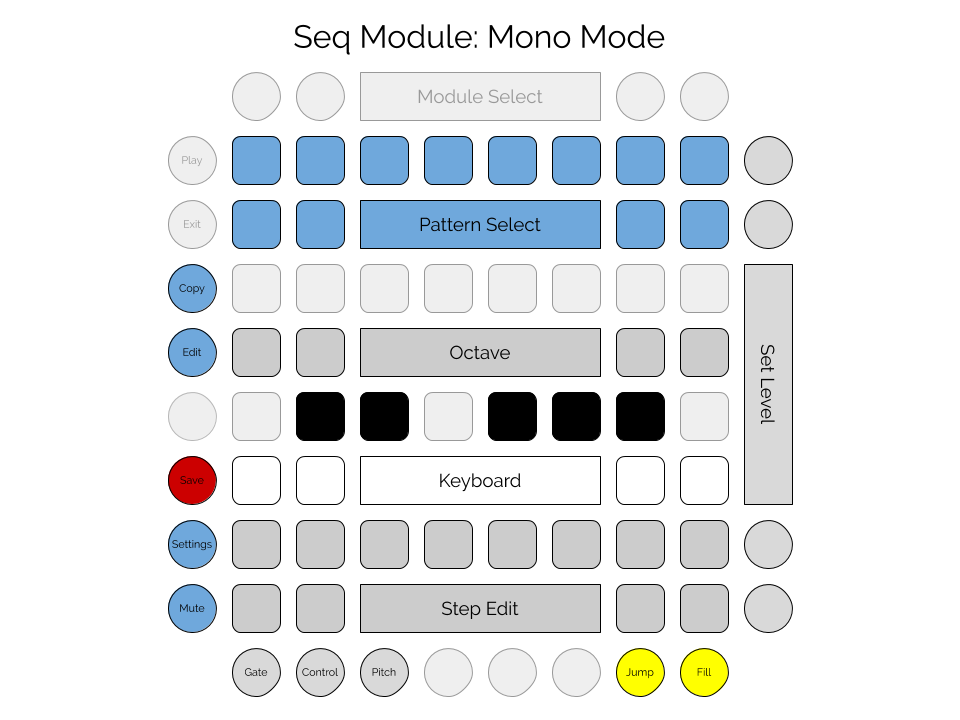 Seq Module: Mono Mode
Module Select
Play
Exit
Pattern Select
Copy
Edit
Octave
Set Level
Save
Keyboard
Settings
Mute
Step Edit
Gate
Control
Pitch
Jump
Fill